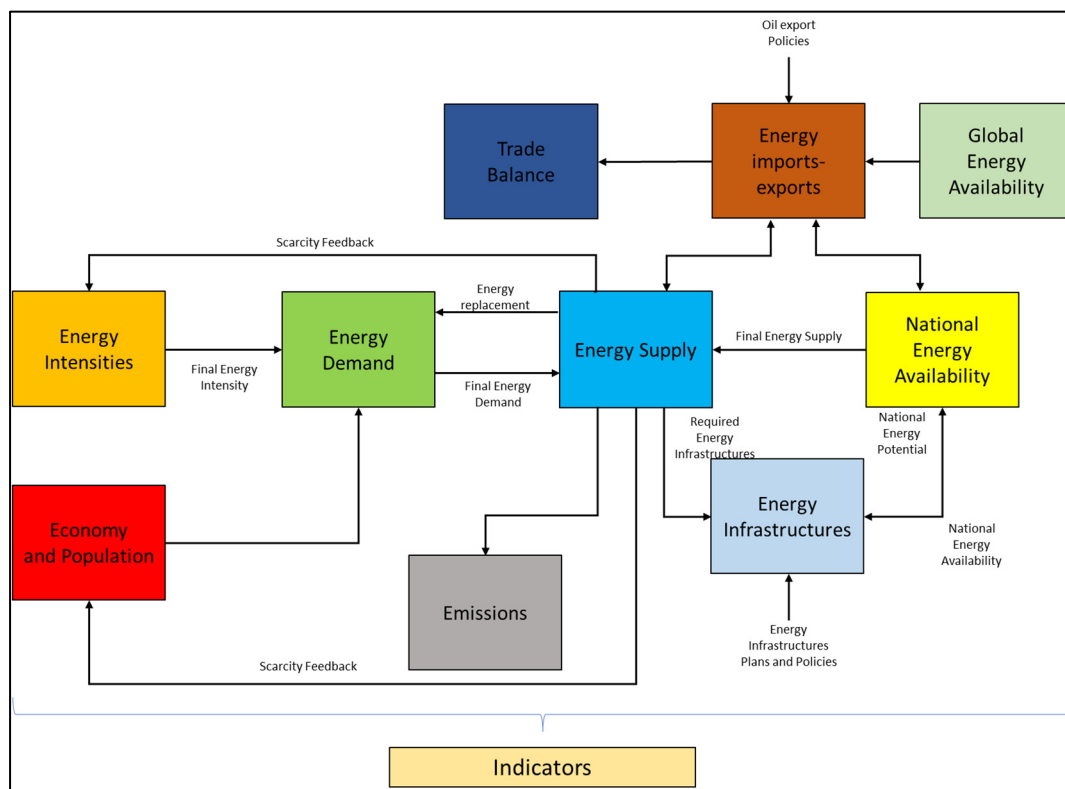 Oil export
Policies
Trade
Balance
Energy
imports-
exports
Global
Energy
Availability
Scarcity Feedback
Energy
Intensities
Final Energy
Intensity
Energy
Demand
Energy
replacement
Final Energy
Demand
Energy Supply
Final Energy Supply
National
Energy
Availability
Required
Energy
Infrastructures
National
Energy
Potential
Economy
and Population
Energy
Infrastructures
National
Energy
Availability
Emissions
Energy
Infrastructures
Plans and Policies
Scarcity Feedback
Indicators